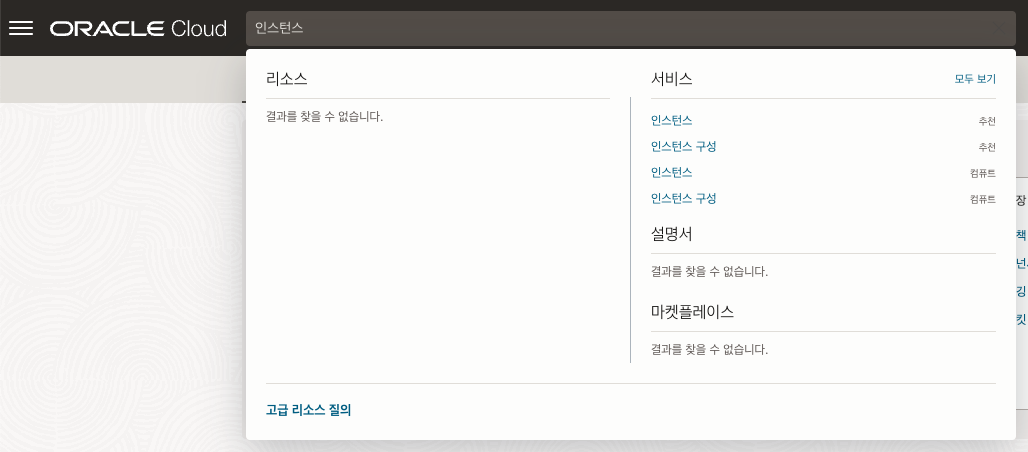 ORACLE Cloud
인스턴스
리소스
결과를 찾을 수 없습니다.
서비스
모두 보기
인스턴스 추천
인스턴스 구성 추천
인스턴스 컴퓨트
인스턴스 구성 컴퓨트
설명서
결과를 찾을 수 없습니다.
마켓플레이스
결과를 찾을 수 없습니다.
고급 리소스 질의
장
책
넌
깅
킷